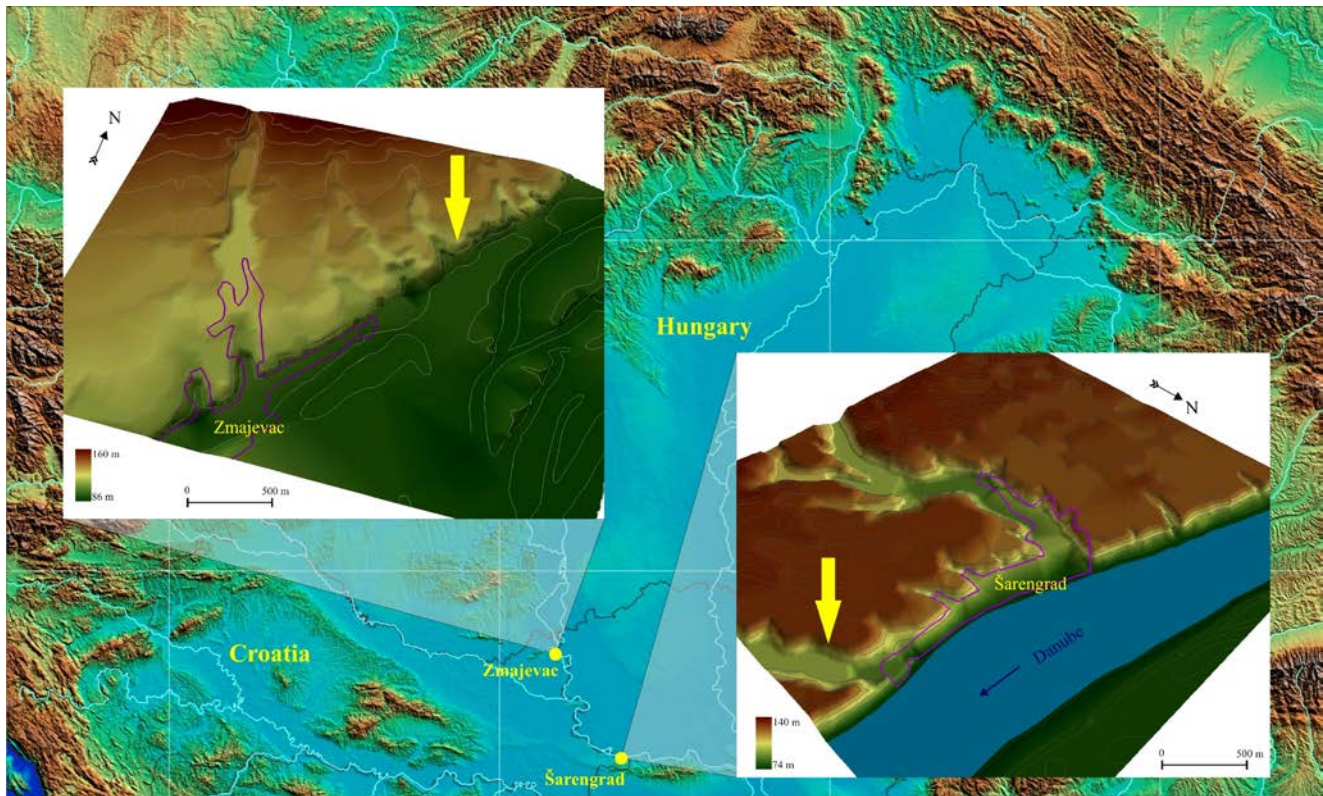 N
Zmajevac
160 m
86 m
0 500 m
Hungary
N
Šarengrad
Danube
140 m
74 m
0 500 m
Croatia
Zmajevac
Šarengrad